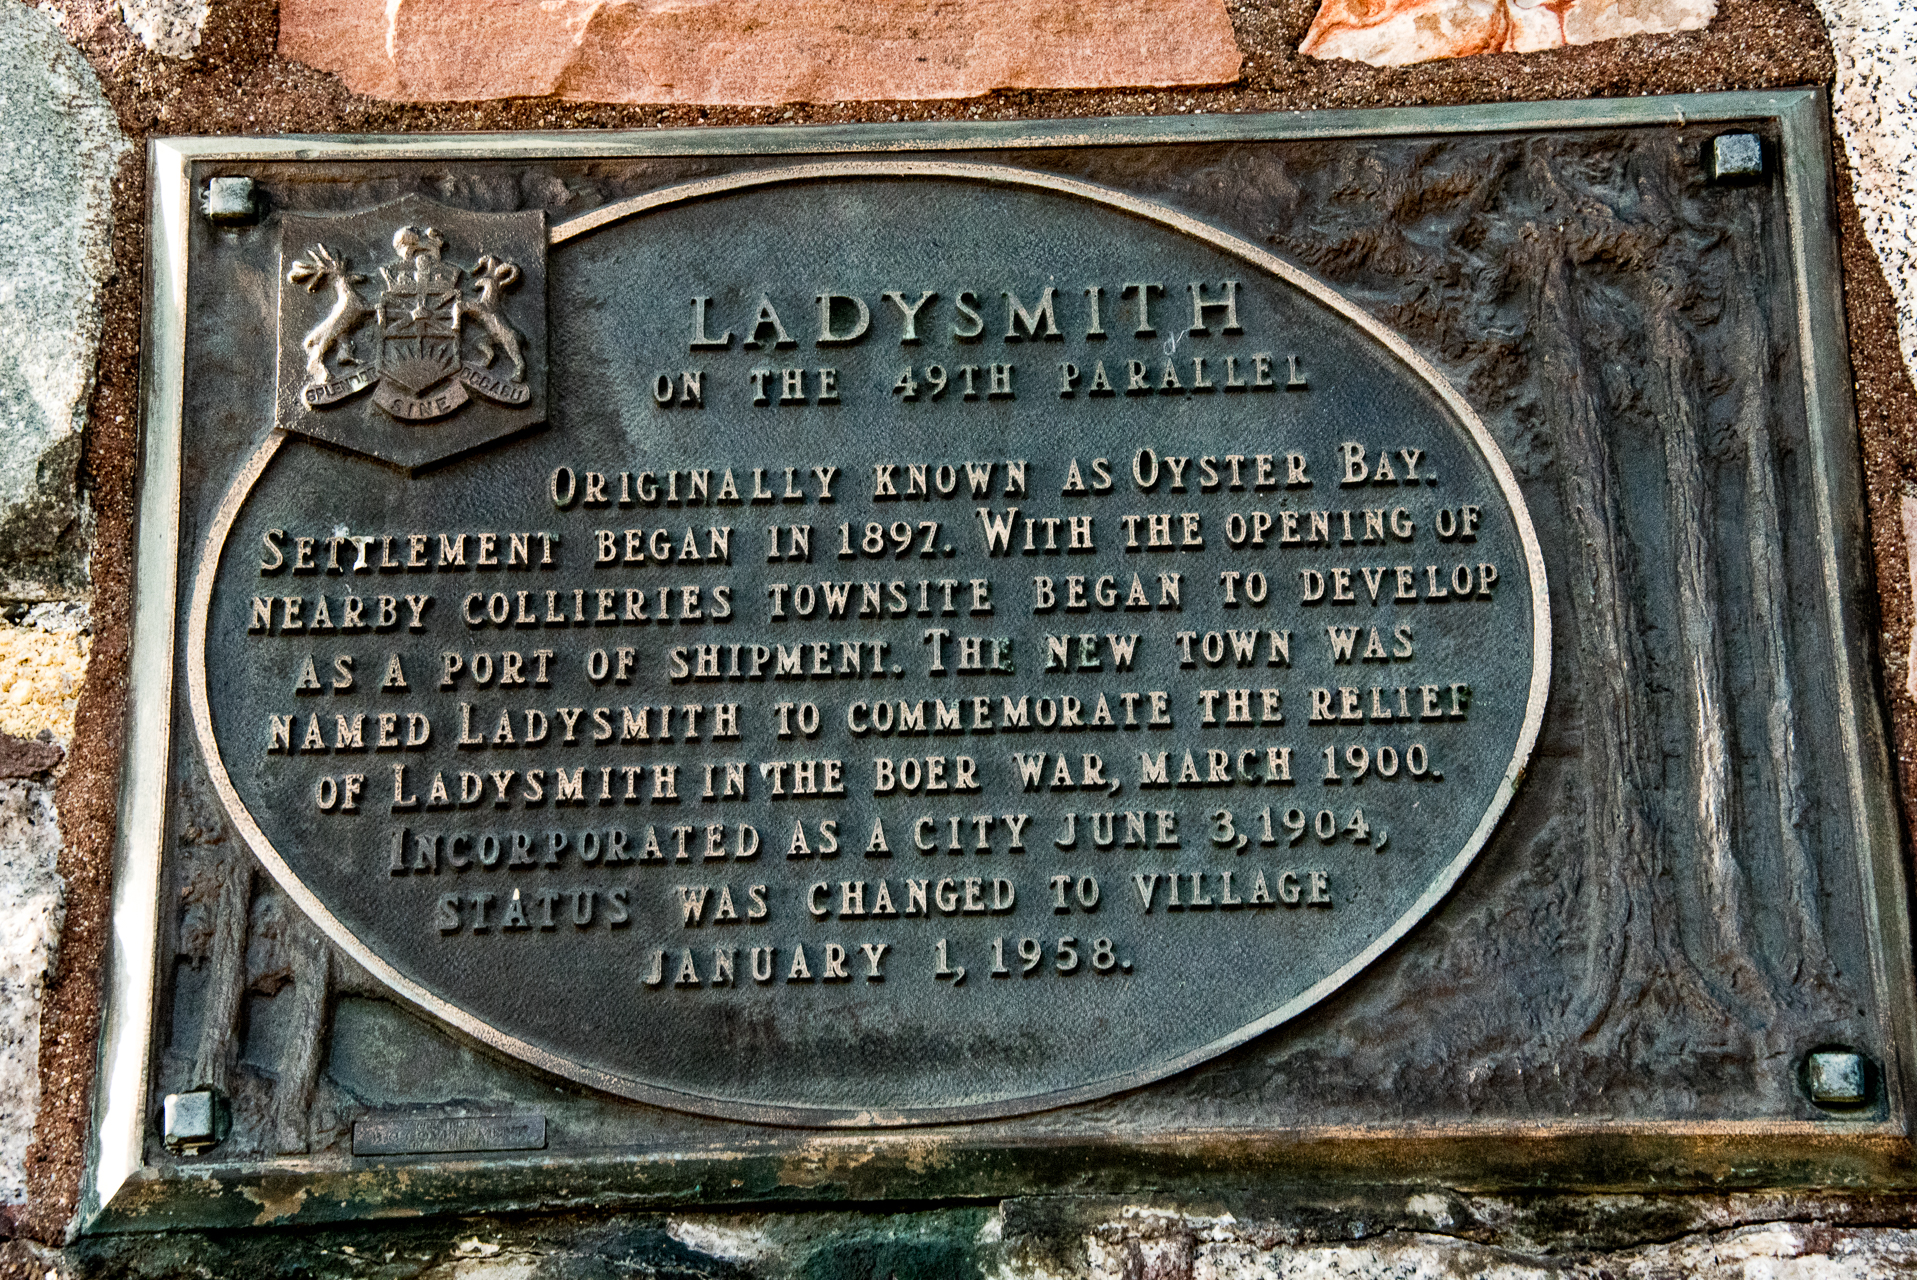 SPLENDOR SINE OCCASU
LADYSMITH
ON THE 49TH PARALLEL
ORIGINALLY KNOWN AS OYSTER BAY.
SETTLEMENT BEGAN IN 1897. WITH THE OPENING OF
NEARBY COLLIERIES TOWNSITE BEGAN TO DEVELOP
AS A PORT OF SHIPMENT. THE NEW TOWN WAS
NAMED LADYSMITH TO COMMEMORATE THE RELIEF
OF LADYSMITH IN THE BOER WAR, MARCH 1900.
INCORPORATED AS A CITY JUNE 3, 1904,
STATUS WAS CHANGED TO VILLAGE
JANUARY 1, 1958.